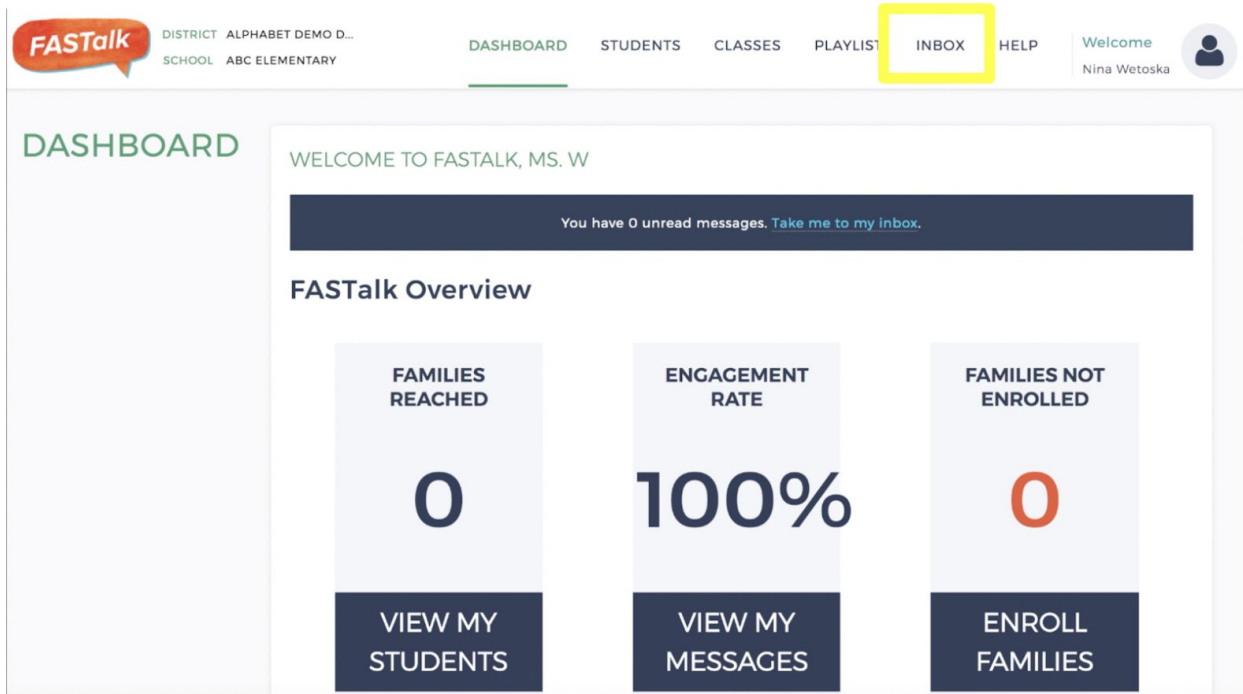 FASTalk
DISTRICT ALPHABET DEMO D...
SCHOOL ABC ELEMENTARY
DASHBOARD STUDENTS CLASSES PLAYLIST INBOX HELP
Welcome
Nina Wetoska
DASHBOARD
WELCOME TO FASTALK, MS. W
You have 0 unread messages. Take me to my inbox.
FASTalk Overview
FAMILIES
REACHED
0
VIEW MY
STUDENTS
ENGAGEMENT
RATE
100%
VIEW MY
MESSAGES
FAMILIES NOT
ENROLLED
0
ENROLL
FAMILIES